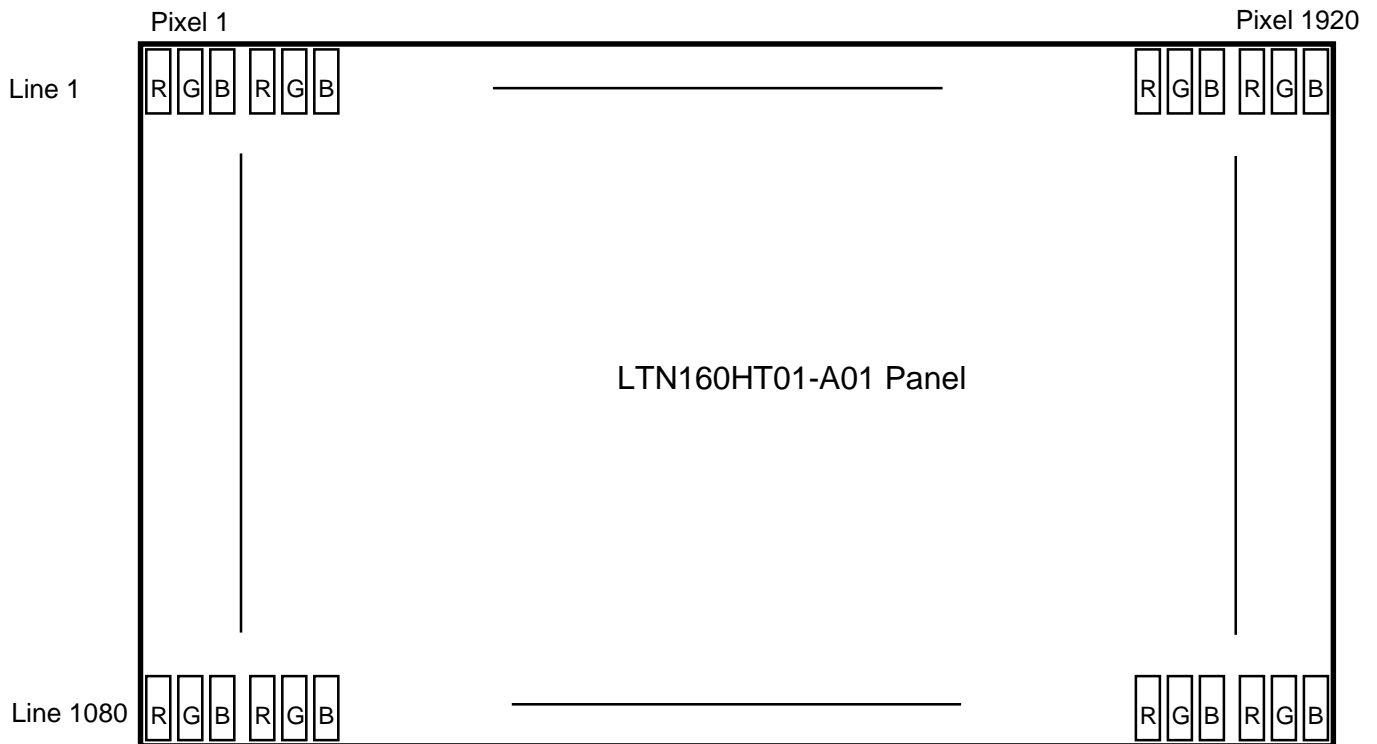 Pixel 1 Pixel 1920
Line 1 R G B R G B R G B R G B
LTN160HT01-A01 Panel
Line 1080 R G B R G B R G B R G B